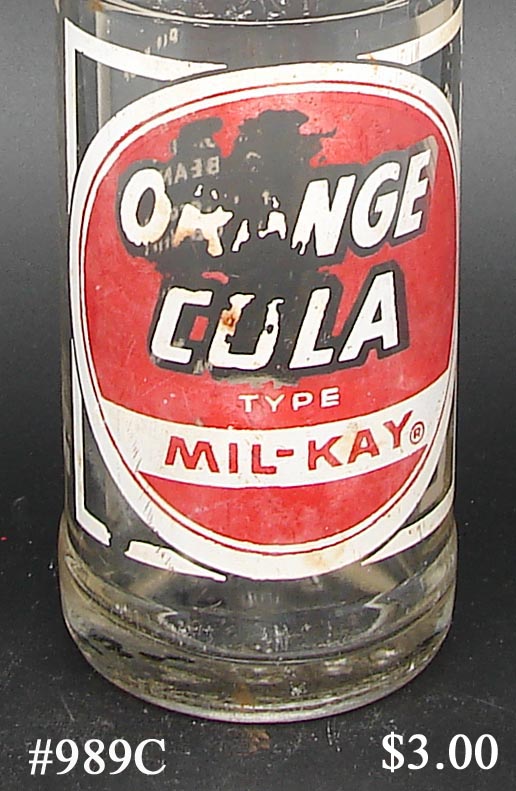 ORANGE
COLA
TYPE
MIL-KAY®
#989C
$3.00